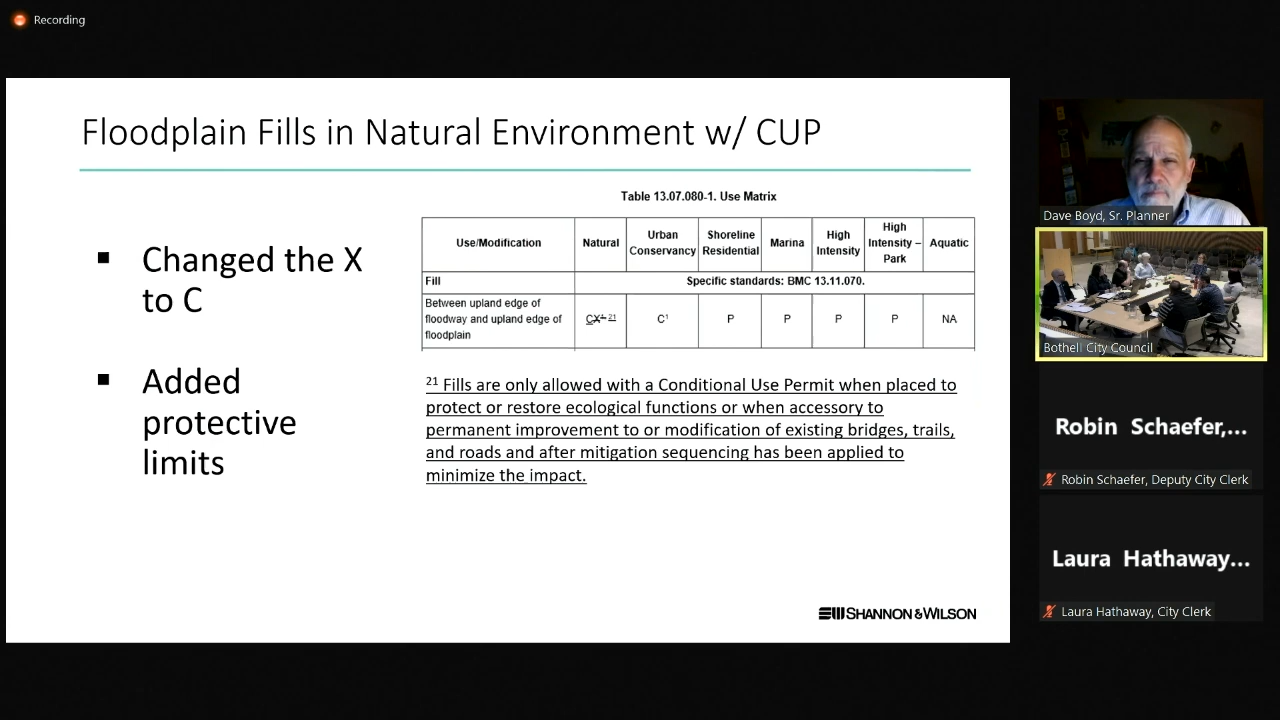 Recording
Floodplain Fills in Natural Environment w/ CUP
▪ Changed the X
to C
▪ Added
protective
limits
Table 13.07.080-1. Use Matrix
Use/Modification Natural Urban Conservancy Shoreline Residential Marina High Intensity High Intensity – Park Aquatic
Fill Specific standards: BMC 13.11.070.
Between upland edge of
floodway and upland edge of
floodplain
CX¹ 21 C¹ P P P P NA
21 Fills are only allowed with a Conditional Use Permit when placed to
protect or restore ecological functions or when accessory to
permanent improvement to or modification of existing bridges, trails,
and roads and after mitigation sequencing has been applied to
minimize the impact.
SHANNON & WILSON
Dave Boyd, Sr. Planner
Bothell City Council
Robin Schaefer,...
Robin Schaefer, Deputy City Clerk
Laura Hathaway...
Laura Hathaway, City Clerk